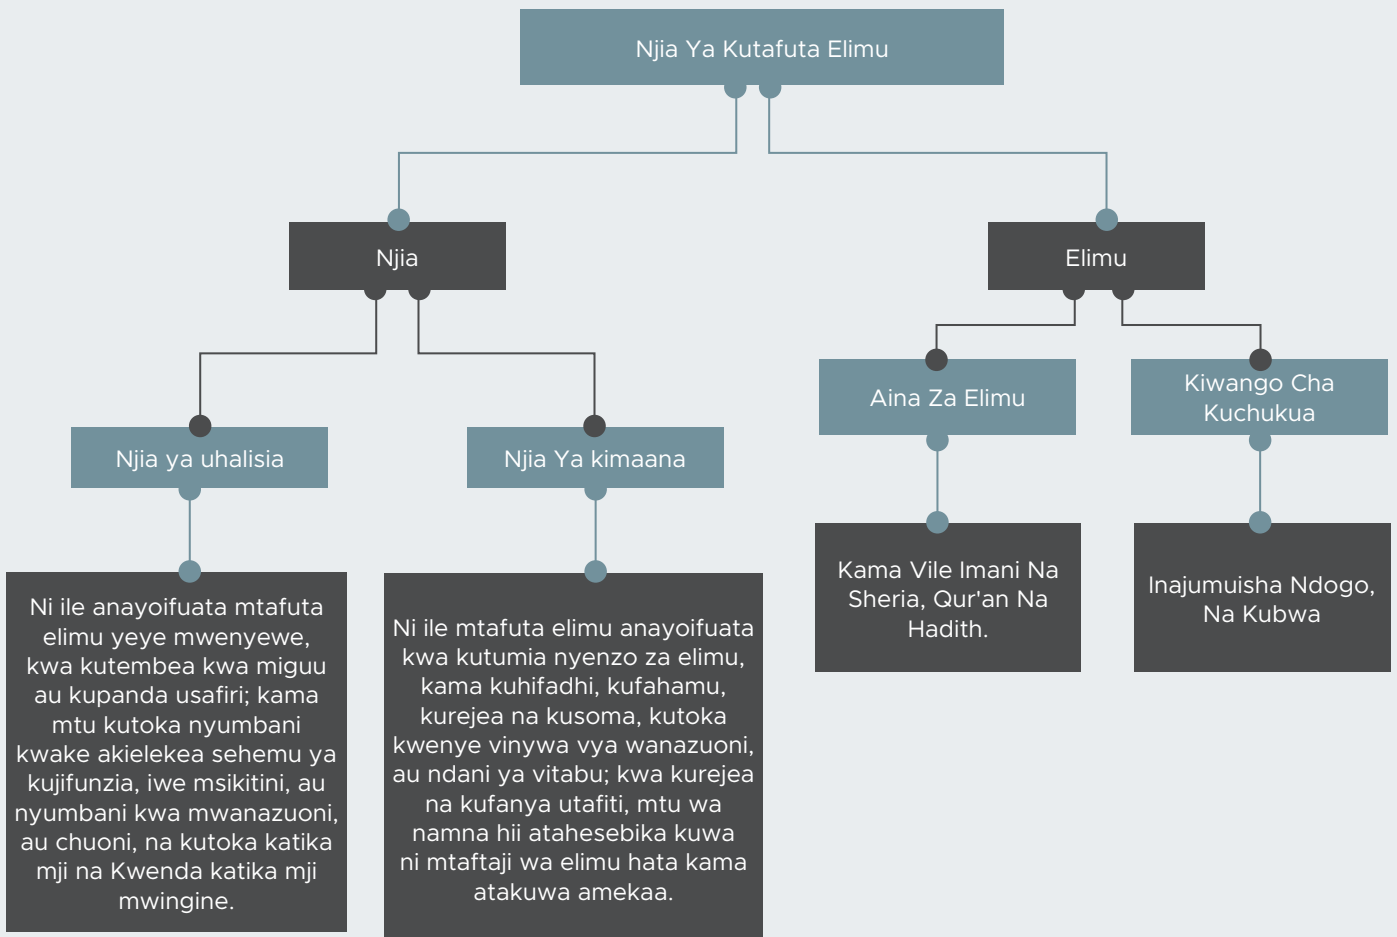 Njia Ya Kutafuta Elimu
Njia
Elimu
Aina Za Elimu
Kiwango Cha
Kuchukua
Njia ya uhalisia
Njia Ya kimaana
Kama Vile Imani Na
Sheria, Qur'an Na
Hadith.
Inajumuisha Ndogo,
Na Kubwa
Ni ile anayoifuata mtafuta
elimu yeye mwenyewe,
kwa kutembea kwa miguu
au kupanda usafiri; kama
mtu kutoka nyumbani
kwake akielekea sehemu ya
kujifunzia, iwe msikitini, au
nyumbani kwa mwanazuoni,
au chuoni, na kutoka katika
mji na Kwenda katika mji
mwingine.
Ni ile mtafuta elimu anayoifuata
kwa kutumia nyenzo za elimu,
kama kuhifadhi, kufahamu,
kurejea na kusoma, kutoka
kwenye vinywa vya wanazuoni,
au ndani ya vitabu; kwa kurejea
na kufanya utafiti, mtu wa
namna hii atahesebika kuwa
ni mtaftaji wa elimu hata kama
atakuwa amekaa.